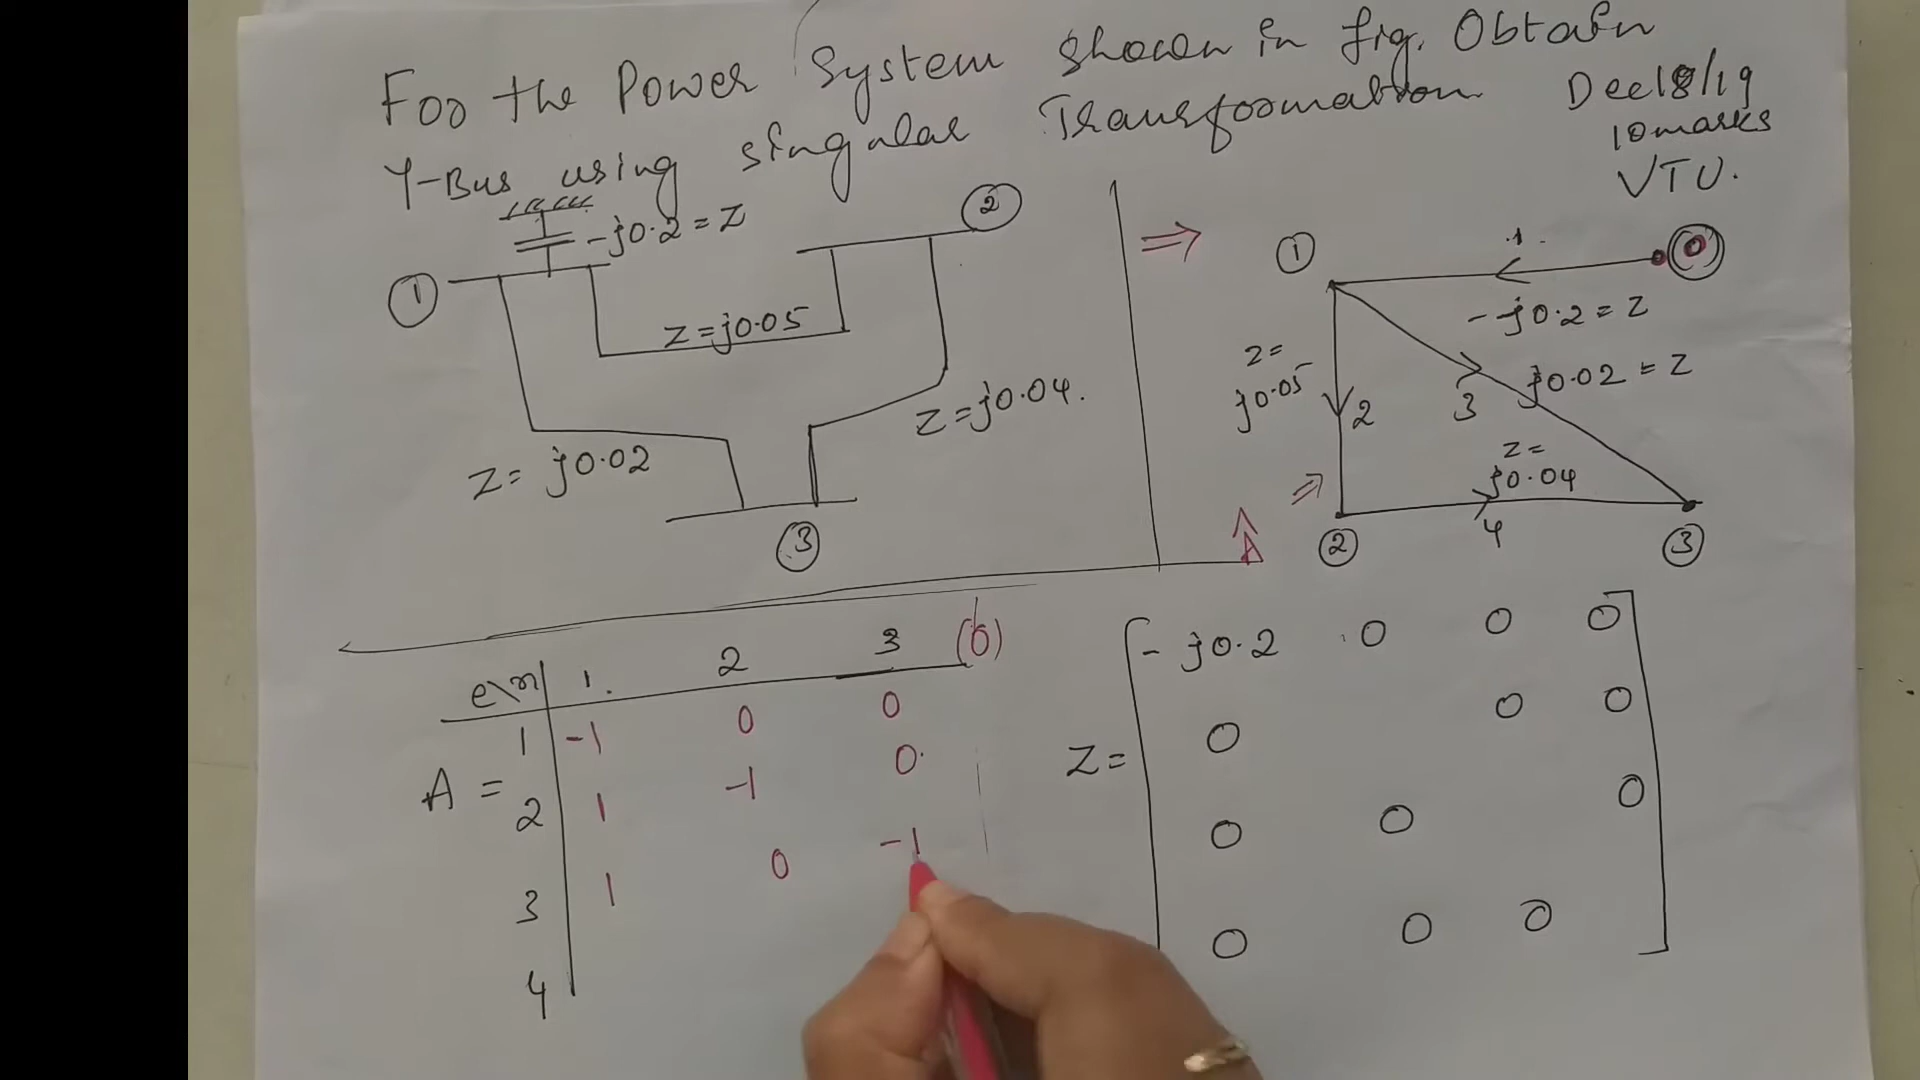 For the Power System shown in fig. Obtain
Y-Bus using singular Transformation. Dec18/19
10marks
VTU.
-j0.2=Z
1
2
Z=j0.05
Z=j0.04.
Z=j0.02
3
⇒
1
1.
0
-j0.2=Z
Z=
j0.05
2
3
j0.02=Z
Z=
j0.04
⇒
2
4
3
A
e\n 1. 2 3 (0)
1 -1 0 0
A = 2 1 -1 0
3 1 0 -1
4
Z=
-j0.2 0 0 0
0 0 0
0 0 0
0 0 0